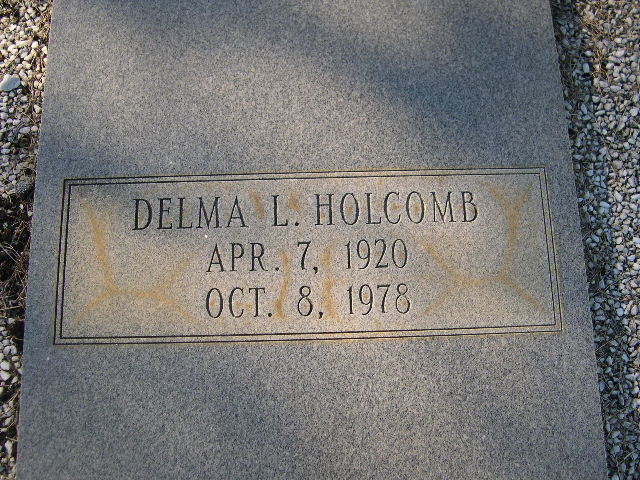 DELMA L. HOLCOMB
APR. 7, 1920
OCT. 8, 1978